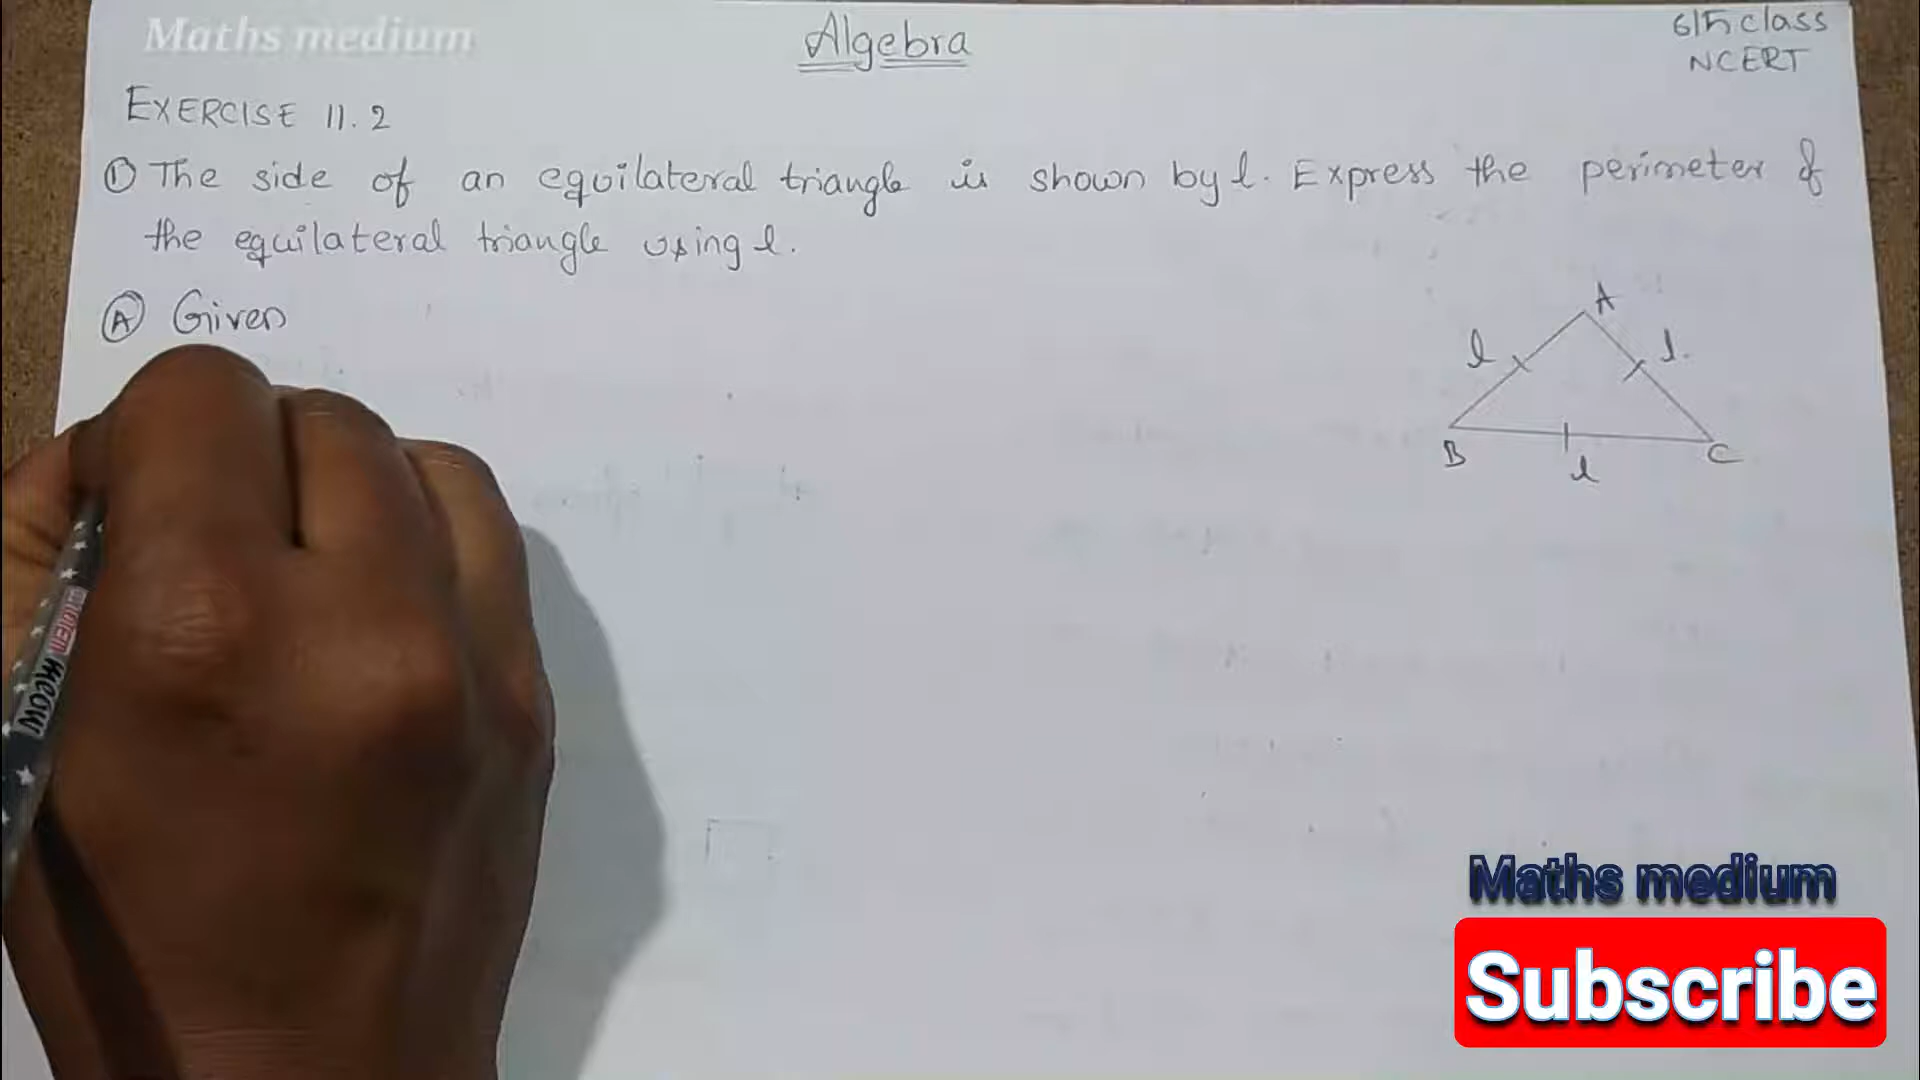 Maths medium
Algebra
6th class
NCERT
EXERCISE 11.2
① The side of an equilateral triangle is shown by l. Express the perimeter of
the equilateral triangle using l.
Ⓐ Given
A
l
l.
B
C
l
MOOW
Maths medium
Subscribe